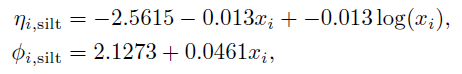 η_{i,silt} = −2.5615 − 0.013x_i + −0.013 log(x_i),
ϕ_{i,silt} = 2.1273 + 0.0461x_i,